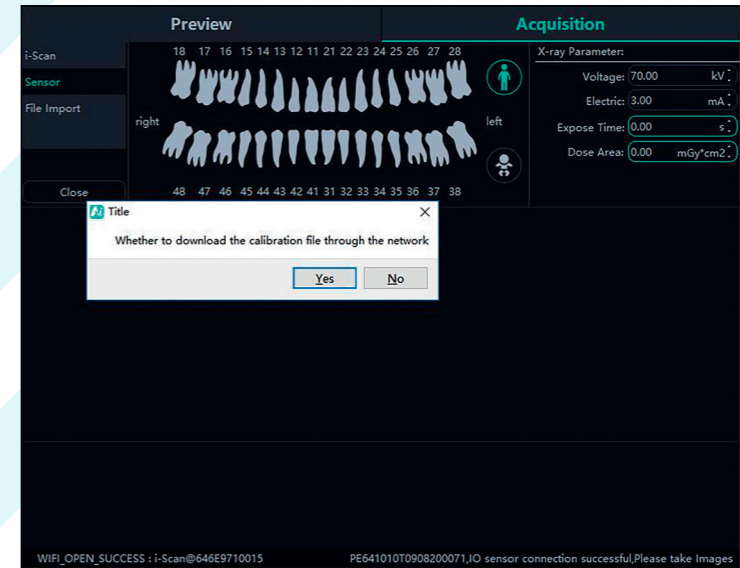 Preview
Acquisition
i-Scan
Sensor
File Import
Close
18 17 16 15 14 13 12 11 21 22 23 24 25 26 27 28
right
left
48 47 46 45 44 43 42 41 31 32 33 34 35 36 37 38
X-ray Parameter:
Voltage: 70.00 kV
Electric: 3.00 mA
Expose Time: 0.00 s
Dose Area: 0.00 mGy*cm2
Title
Whether to download the calibration file through the network
Yes No
WIFI_OPEN_SUCCESS : i-Scan@646E9710015
PE641010T0908200071,IO sensor connection successful,Please take Images